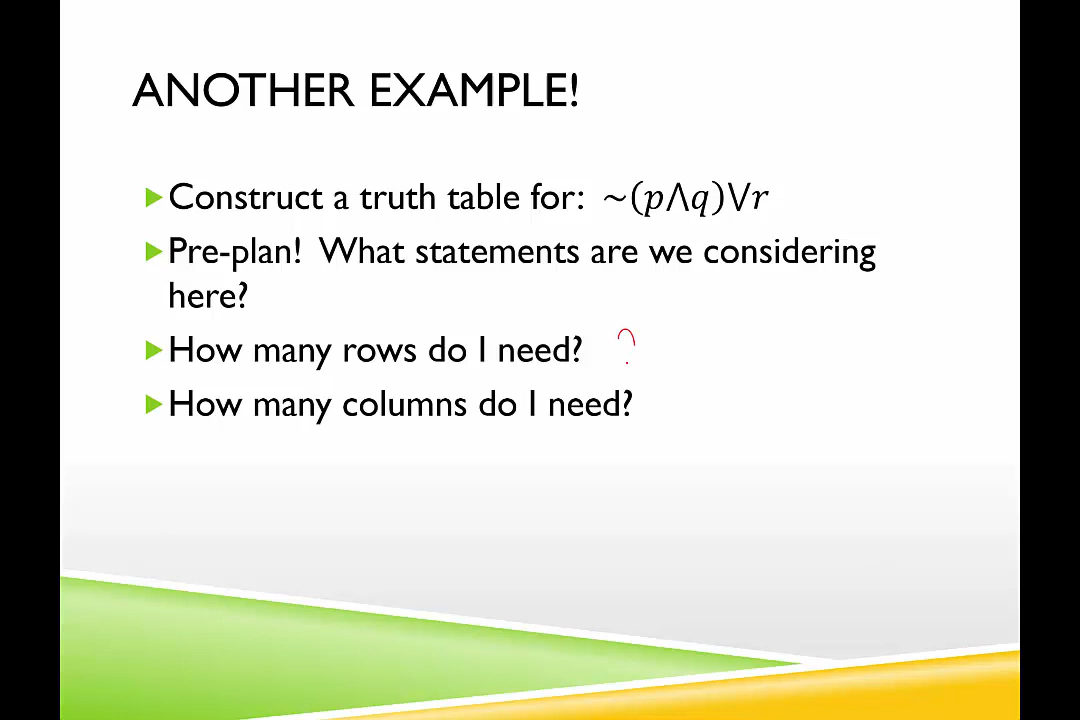 ANOTHER EXAMPLE!
Construct a truth table for: ~(p⋀q)⋁r
Pre-plan! What statements are we considering
here?
How many rows do I need?
How many columns do I need?